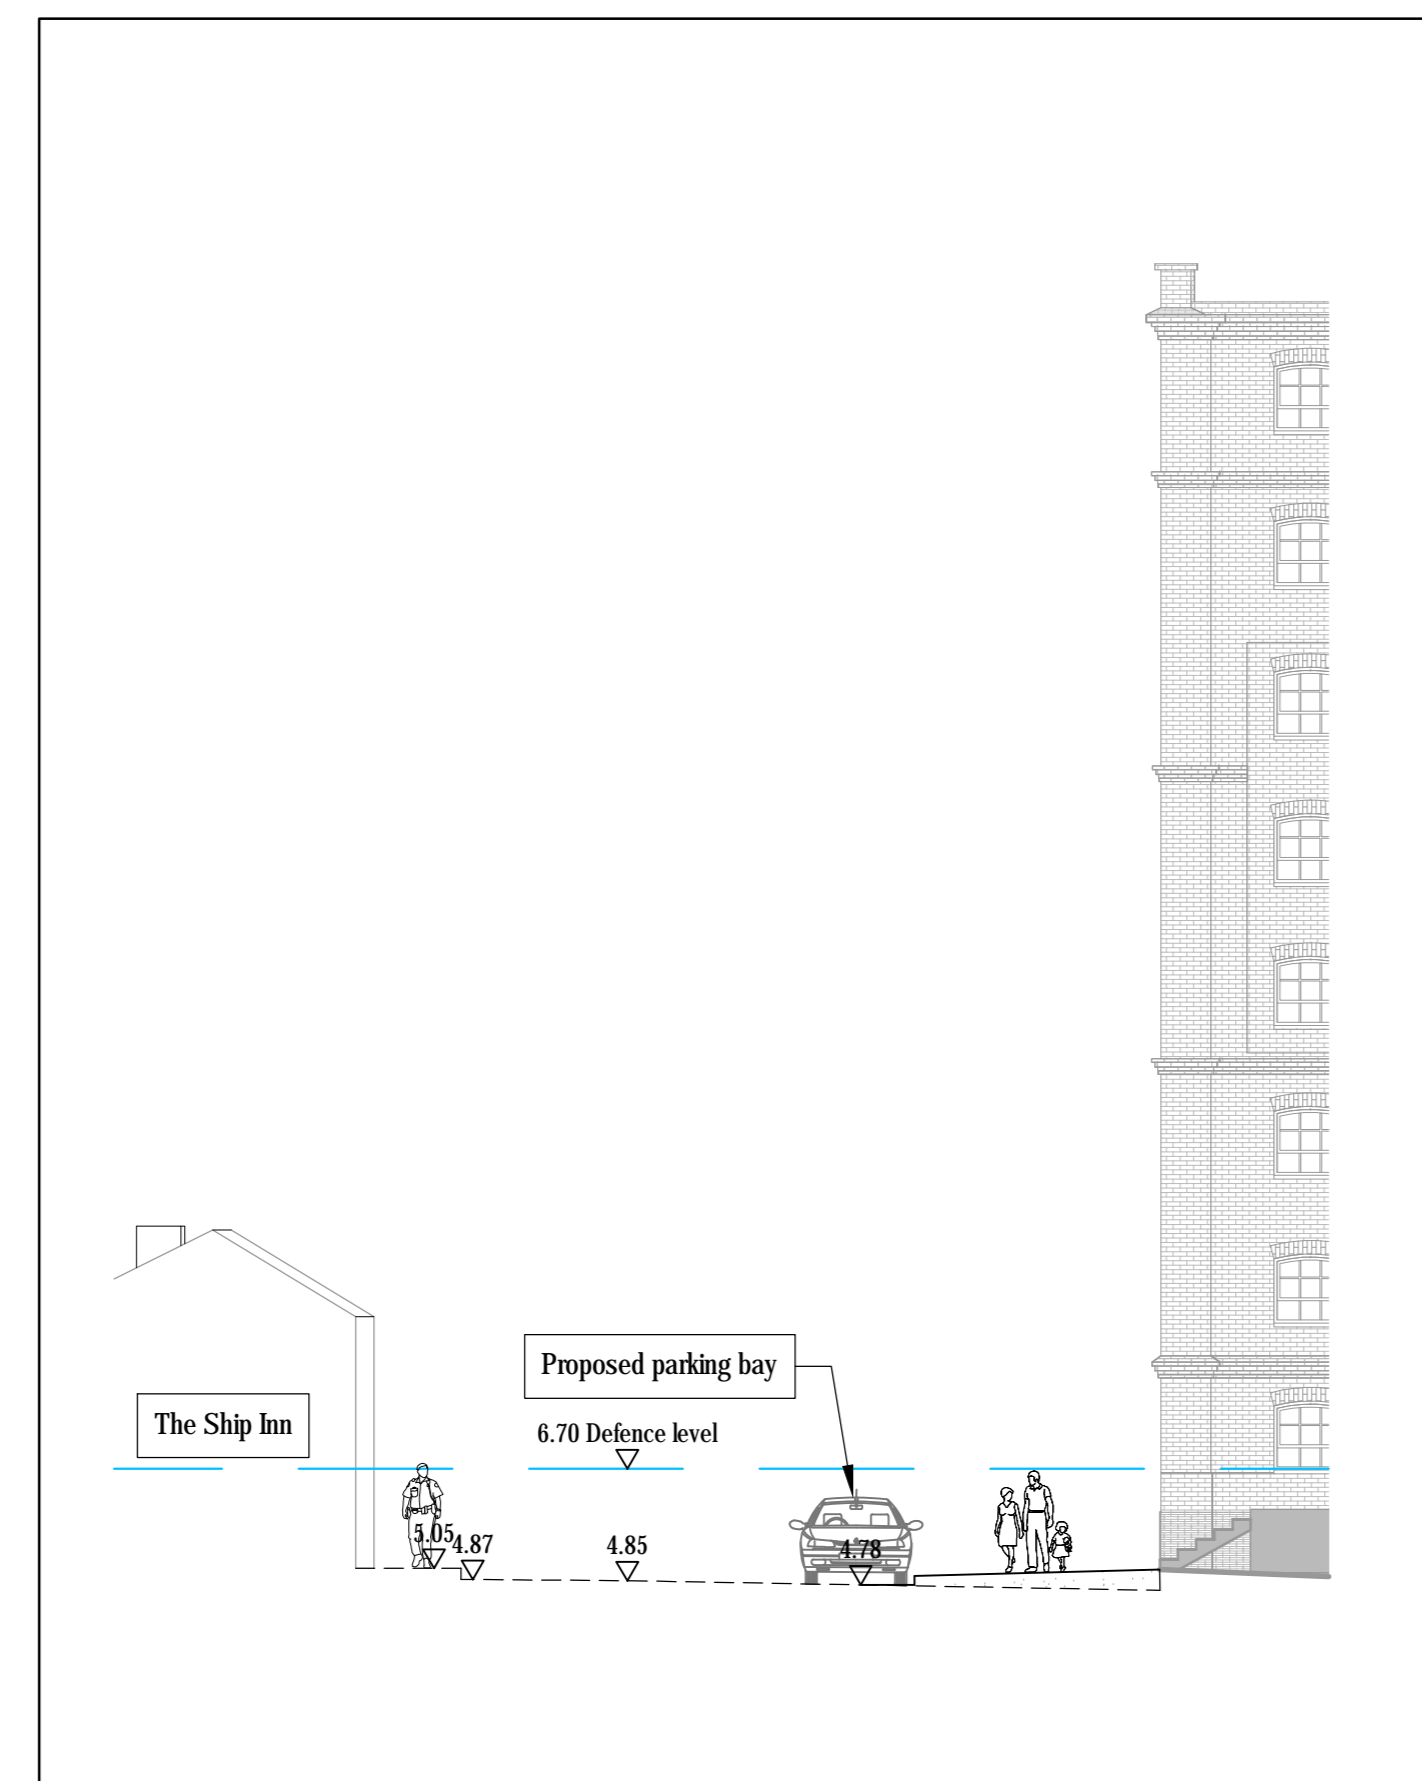 Proposed parking bay
The Ship Inn
6.70 Defence level
5.05
4.87
4.85
4.78